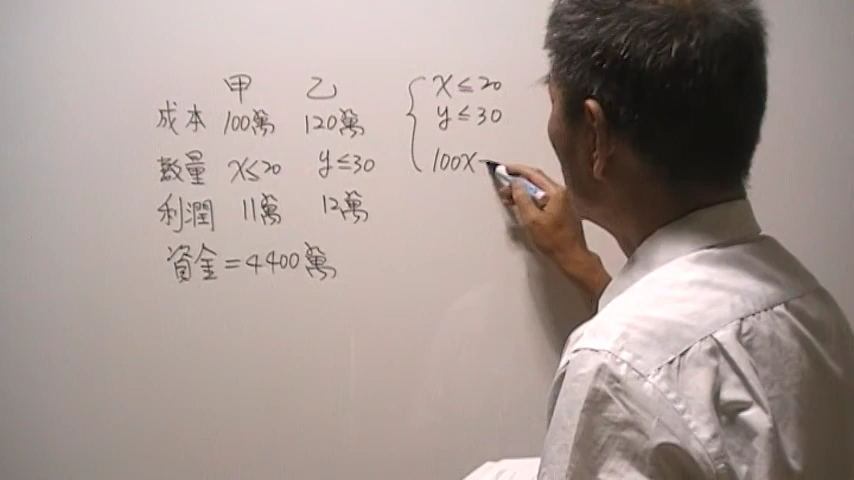 甲 乙
成本 100萬 120萬
數量 x≤20 y≤30
利潤 11萬 12萬
資金=4400萬
x≤20
y≤30
100x